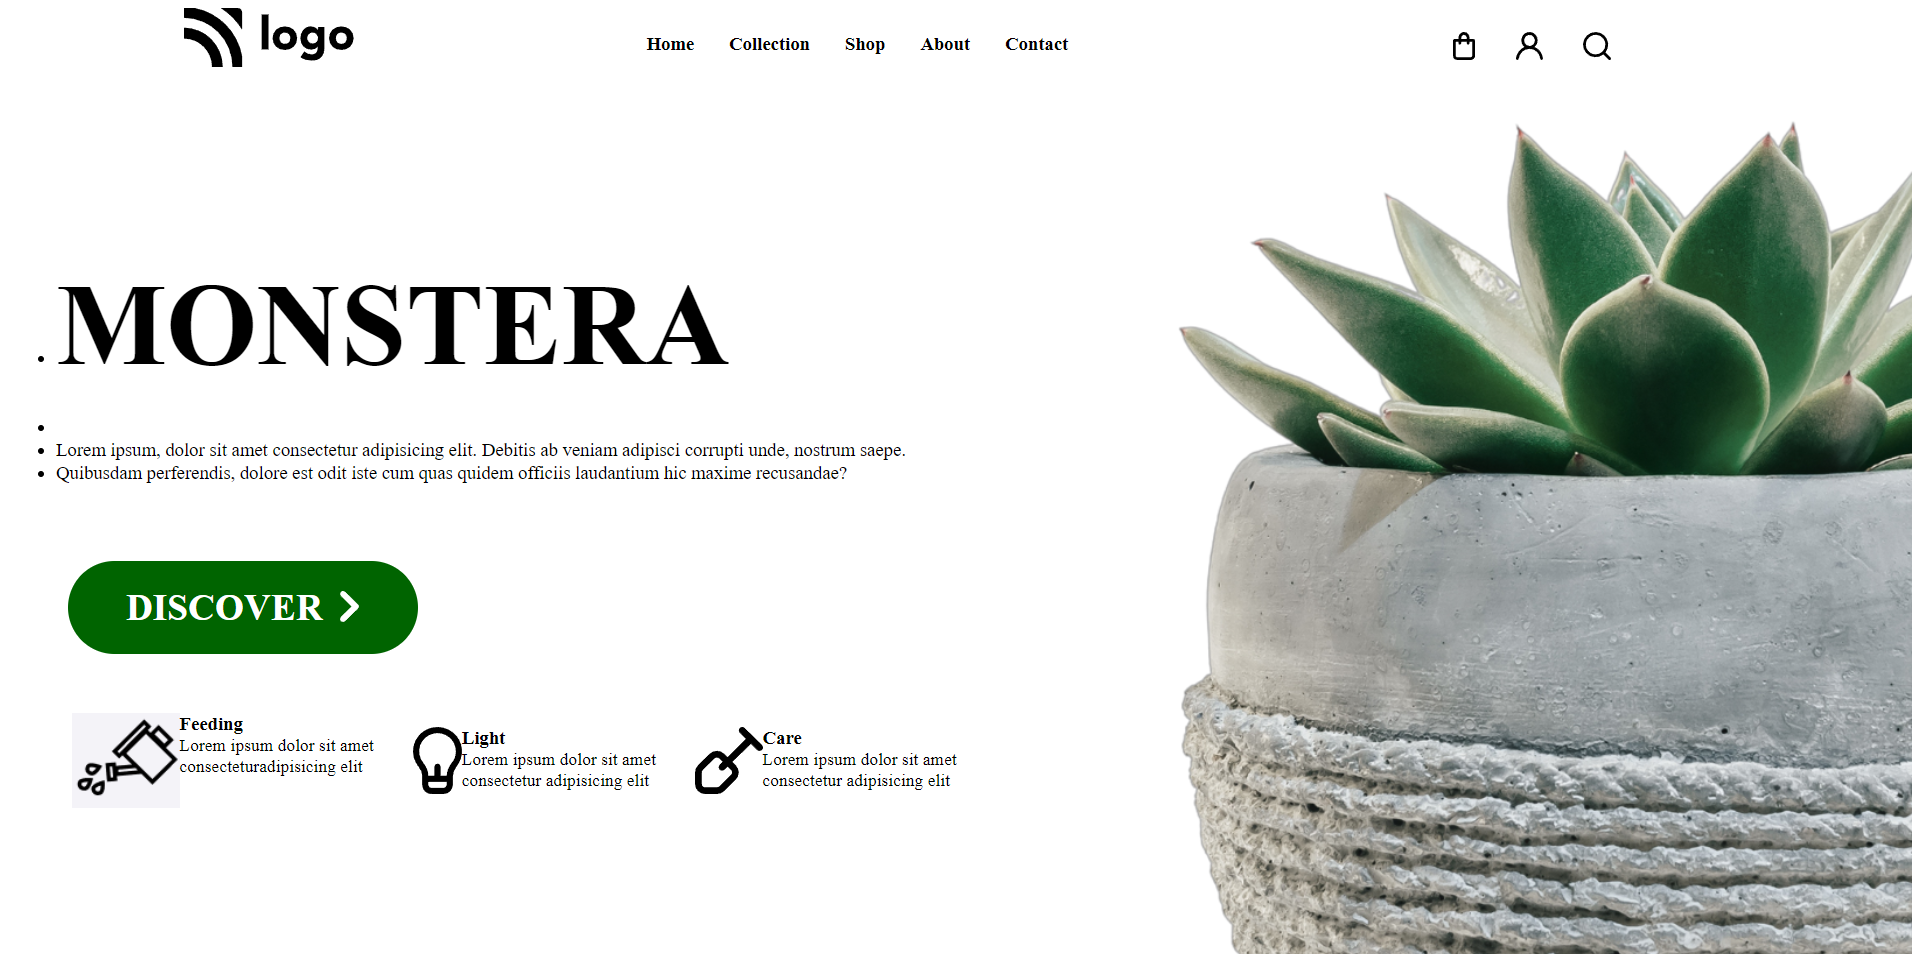 logo
Home Collection Shop About Contact
MONSTERA
Lorem ipsum, dolor sit amet consectetur adipisicing elit. Debitis ab veniam adipisci corrupti unde, nostrum saepe.
Quibusdam perferendis, dolore est odit iste cum quas quidem officiis laudantium hic maxime recusandae?
DISCOVER
Feeding
Lorem ipsum dolor sit amet
consecteturadipisicing elit
Light
Lorem ipsum dolor sit amet
consectetur adipisicing elit
Care
Lorem ipsum dolor sit amet
consectetur adipisicing elit